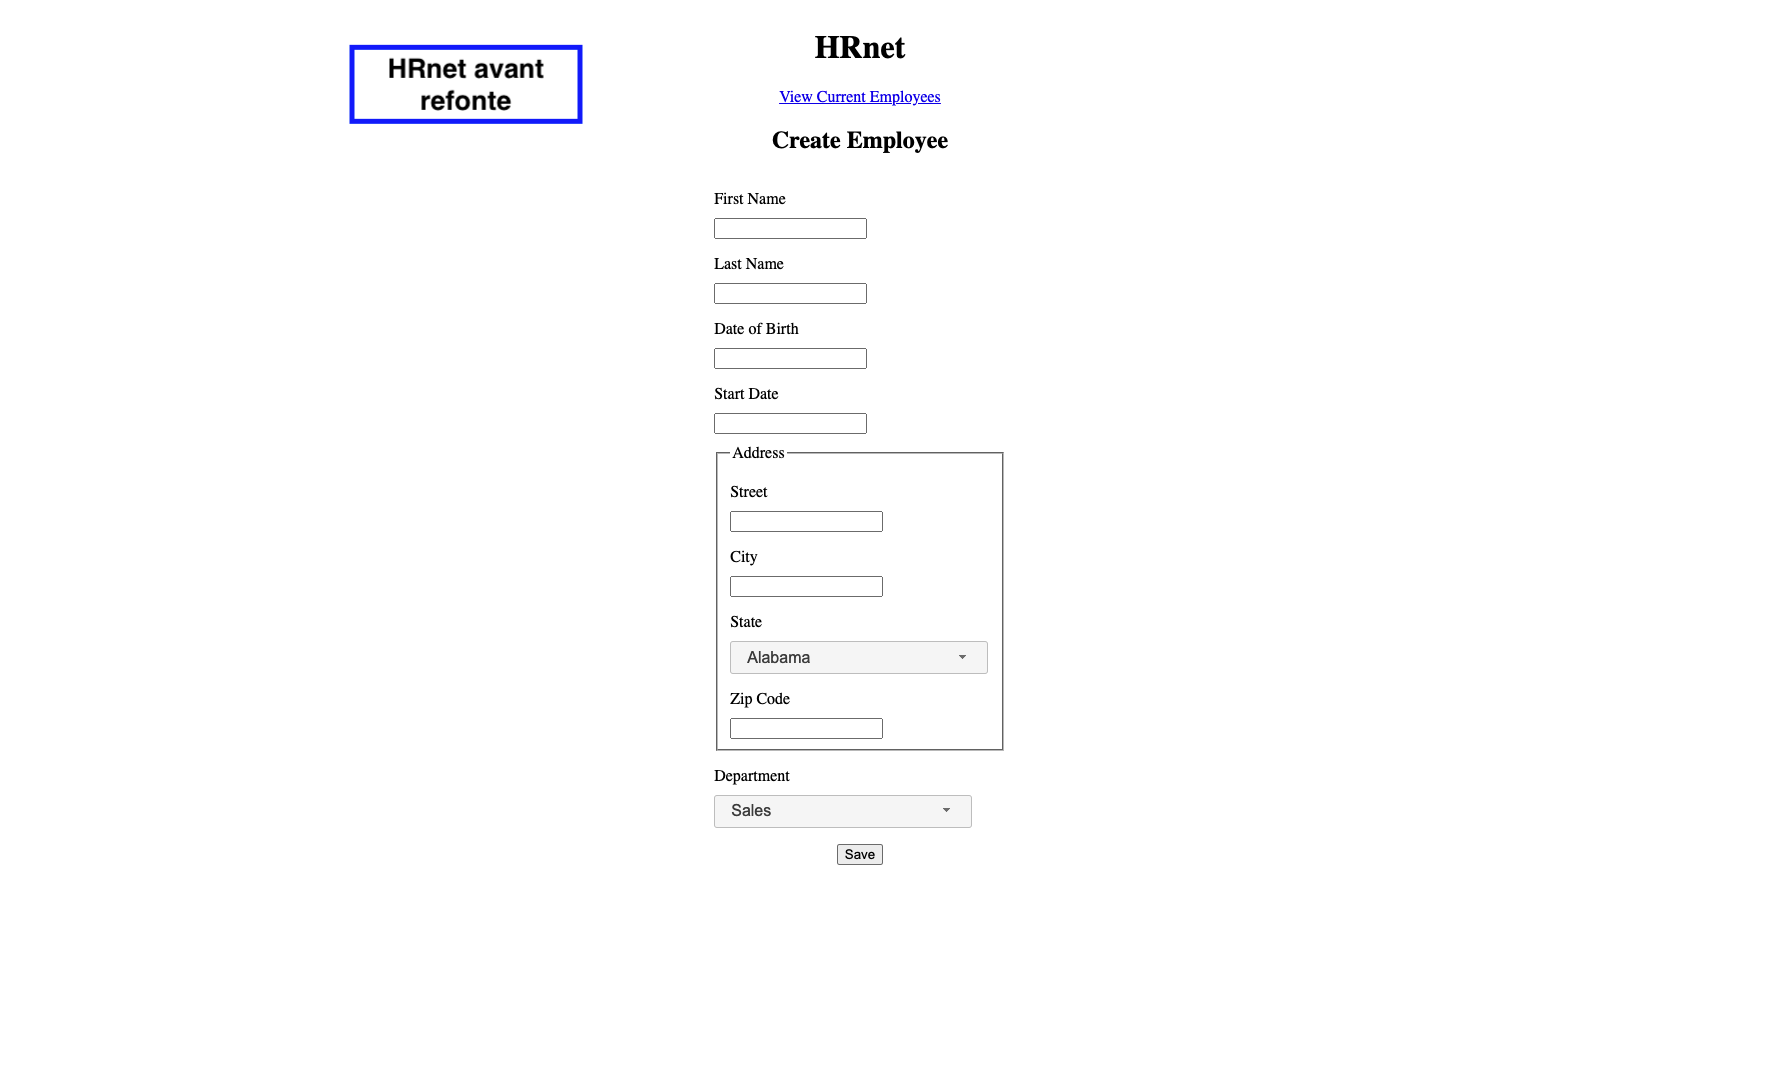 HRnet avant
refonte
HRnet
View Current Employees
Create Employee
First Name
Last Name
Date of Birth
Start Date
Address
Street
City
State
Alabama
Zip Code
Department
Sales
Save